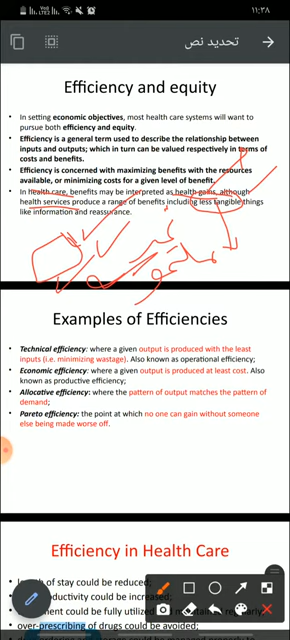 ١١:٣٨
تحديد نص
Efficiency and equity
• In setting economic objectives, most health care systems will want to
pursue both efficiency and equity.
• Efficiency is a general term used to describe the relationship between
inputs and outputs; which in turn can be valued respectively in terms of
costs and benefits.
• Efficiency is concerned with maximizing benefits with the resources
available, or minimizing costs for a given level of benefit.
• In health care, benefits may be interpreted as health gains, although
health services produce a range of benefits including less tangible things
like information and reassurance.
Examples of Efficiencies
• Technical efficiency: where a given output is produced with the least
inputs (i.e. minimizing wastage). Also known as operational efficiency;
• Economic efficiency: where a given output is produced at least cost. Also
known as productive efficiency;
• Allocative efficiency: where the pattern of output matches the pattern of
demand;
• Pareto efficiency: the point at which no one can gain without someone
else being made worse off.
Efficiency in Health Care
of stay could be reduced;
productivity could be increased;
could be fully utilized
over-prescribing of drugs could be avoided;